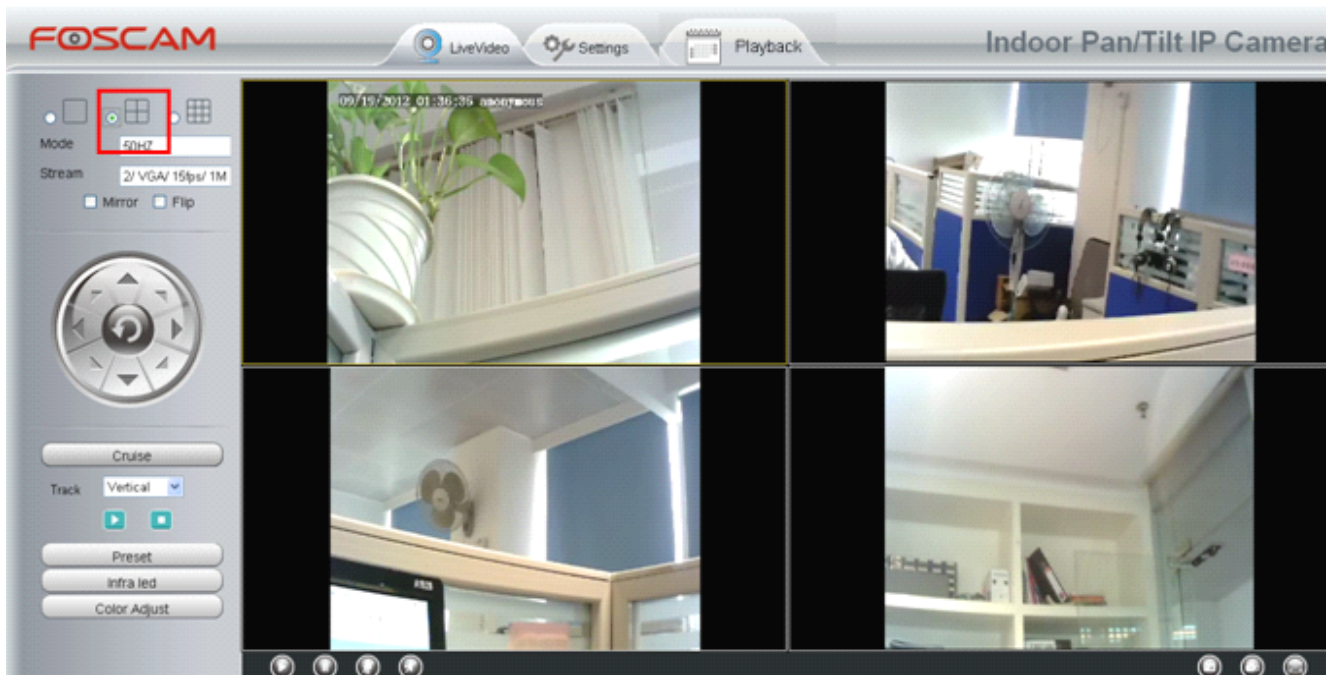 FOSCAM
LiveVideo
Settings
Playback
Indoor Pan/Tilt IP Camera
Mode
50HZ
Stream
2/ VGA/ 15fps/ 1M
Mirror
Flip
09/19/2012 01:36:36 anonymous
Cruise
Track
Vertical
Preset
Infra led
Color Adjust